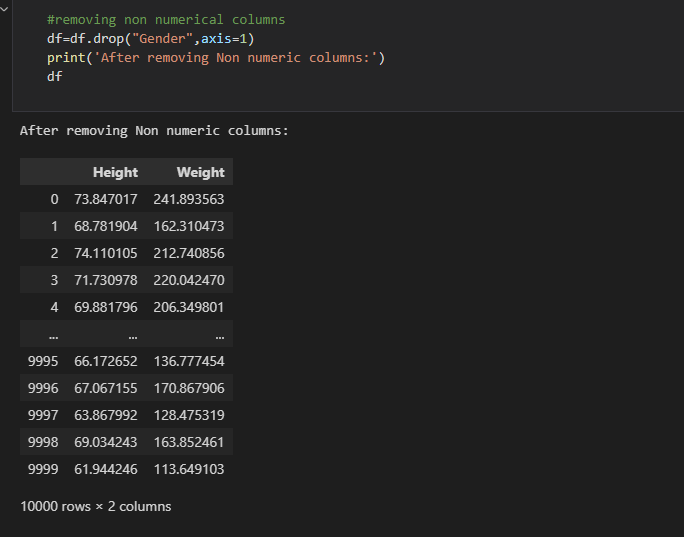 #removing non numerical columns
df=df.drop("Gender",axis=1)
print('After removing Non numeric columns:')
df
After removing Non numeric columns:
Height Weight
0 73.847017 241.893563
1 68.781904 162.310473
2 74.110105 212.740856
3 71.730978 220.042470
4 69.881796 206.349801
... ... ...
9995 66.172652 136.777454
9996 67.067155 170.867906
9997 63.867992 128.475319
9998 69.034243 163.852461
9999 61.944246 113.649103
10000 rows × 2 columns